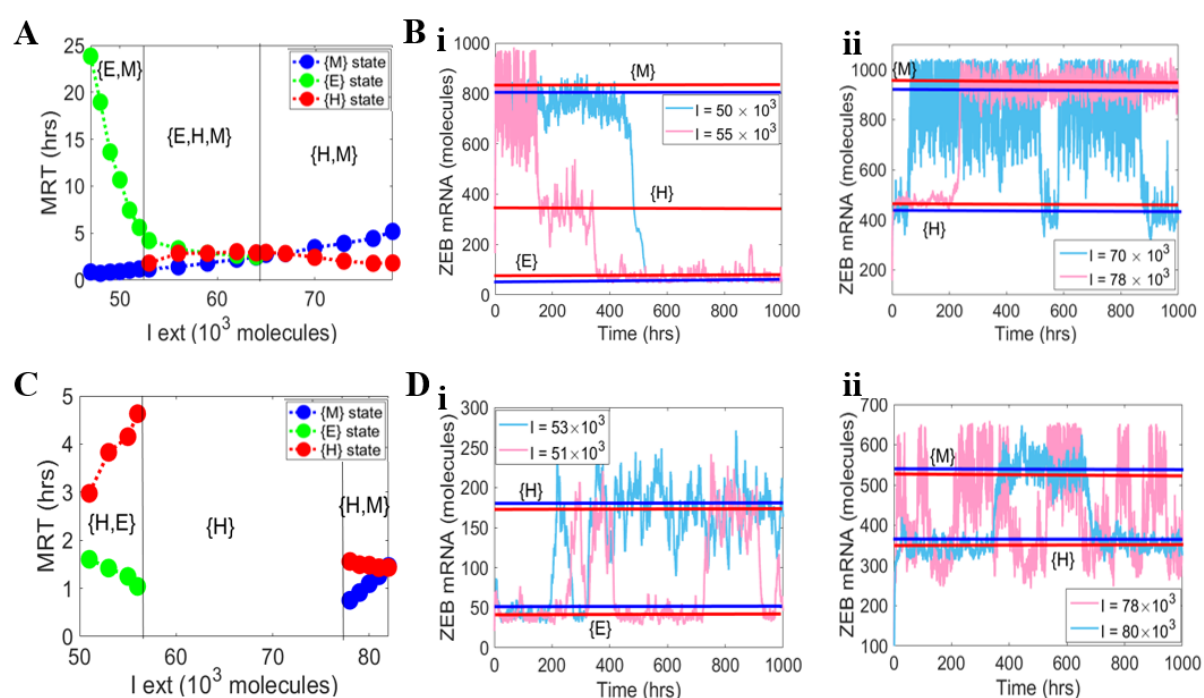 A
25
20
15
10
5
0
MRT (hrs)
50
60
70
I ext (10³ molecules)
{E,M}
{E,H,M}
{H,M}
{M} state
{E} state
{H} state
B
i
1000
800
600
400
200
0
ZEB mRNA (molecules)
0
200
400
600
800
1000
Time (hrs)
{M}
{H}
{E}
I = 50 × 10³
I = 55 × 10³
ii
1000
800
600
400
200
ZEB mRNA (molecules)
0
200
400
600
800
1000
Time (hrs)
{M}
{H}
I = 70 × 10³
I = 78 × 10³
C
5
4
3
2
1
0
MRT (hrs)
50
60
70
80
I ext (10³ molecules)
{H,E}
{H}
{H,M}
{M} state
{E} state
{H} state
D
i
300
250
200
150
100
50
0
ZEB mRNA (molecules)
0
200
400
600
800
1000
Time (hrs)
I = 53×10³
I = 51×10³
{H}
{E}
ii
700
600
500
400
300
200
100
ZEB mRNA (molecules)
0
200
400
600
800
1000
Time (hrs)
{M}
{H}
I = 78×10³
I = 80×10³